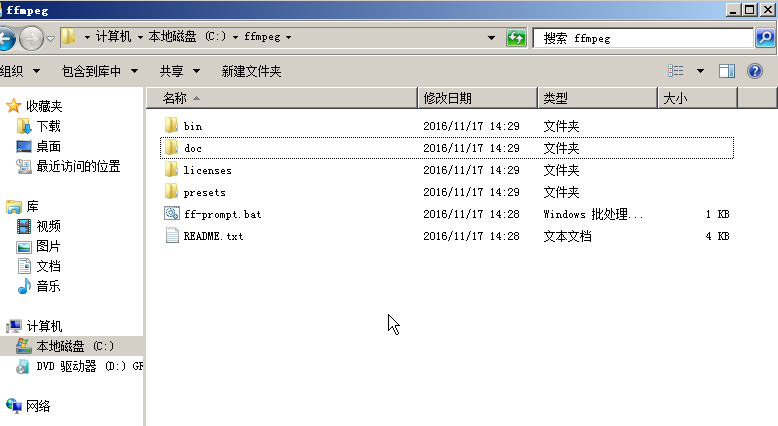 ffmpeg
计算机 本地磁盘 (C:) ffmpeg 搜索 ffmpeg
组织 包含到库中 共享 新建文件夹
收藏夹
下载
桌面
最近访问的位置
库
视频
图片
文档
音乐
计算机
本地磁盘 (C:)
DVD 驱动器 (D:) GR
网络
名称 修改日期 类型 大小
bin 2016/11/17 14:29 文件夹
doc 2016/11/17 14:29 文件夹
licenses 2016/11/17 14:29 文件夹
presets 2016/11/17 14:29 文件夹
ff-prompt.bat 2016/11/17 14:28 Windows 批处理... 1 KB
README.txt 2016/11/17 14:28 文本文档 4 KB